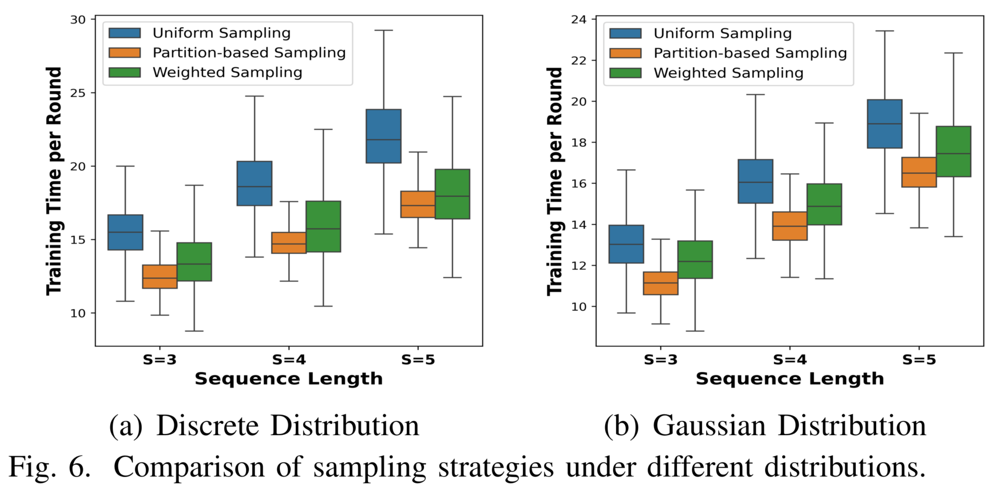 30
25
20
15
10
Training Time per Round
Uniform Sampling
Partition-based Sampling
Weighted Sampling
S=3 S=4 S=5
Sequence Length
(a) Discrete Distribution
24
22
20
18
16
14
12
10
Training Time per Round
Uniform Sampling
Partition-based Sampling
Weighted Sampling
S=3 S=4 S=5
Sequence Length
(b) Gaussian Distribution
Fig. 6. Comparison of sampling strategies under different distributions.